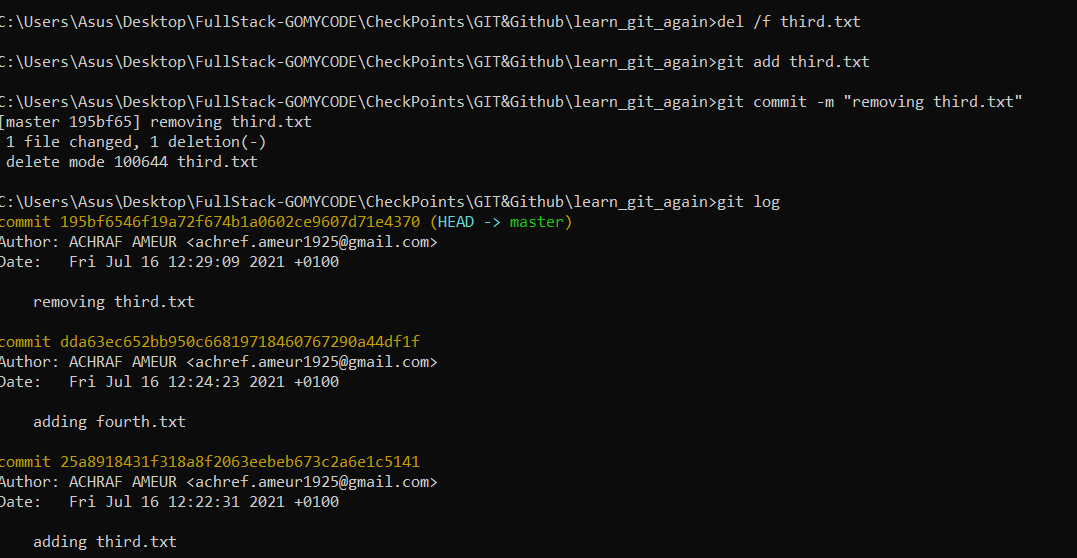 C:\Users\Asus\Desktop\FullStack-GOMYCODE\CheckPoints\GIT&Github\learn_git_again>del /f third.txt
C:\Users\Asus\Desktop\FullStack-GOMYCODE\CheckPoints\GIT&Github\learn_git_again>git add third.txt
C:\Users\Asus\Desktop\FullStack-GOMYCODE\CheckPoints\GIT&Github\learn_git_again>git commit -m "removing third.txt"
[master 195bf65] removing third.txt
 1 file changed, 1 deletion(-)
 delete mode 100644 third.txt
C:\Users\Asus\Desktop\FullStack-GOMYCODE\CheckPoints\GIT&Github\learn_git_again>git log
commit 195bf6546f19a72f674b1a0602ce9607d71e4370 (HEAD -> master)
Author: ACHRAF AMEUR <achref.ameur1925@gmail.com>
Date:   Fri Jul 16 12:29:09 2021 +0100
    removing third.txt
commit dda63ec652bb950c66819718460767290a44df1f
Author: ACHRAF AMEUR <achref.ameur1925@gmail.com>
Date:   Fri Jul 16 12:24:23 2021 +0100
    adding fourth.txt
commit 25a8918431f318a8f2063eebeb673c2a6e1c5141
Author: ACHRAF AMEUR <achref.ameur1925@gmail.com>
Date:   Fri Jul 16 12:22:31 2021 +0100
    adding third.txt